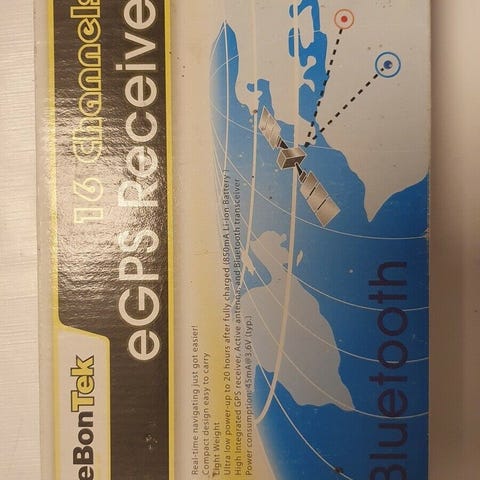 eBonTek
16 Channels
eGPS Receive
Real-time navigating just got easier!
Compact design easy to carry
Light Weight
Ultra low power-up to 20 hours after fully charged (850mA Li-ion Battery)
High Integrated GPS receiver, Active antenna, and Bluetooth transceiver
Power consumption: 45mA@3.6V (typ.)
Bluetooth